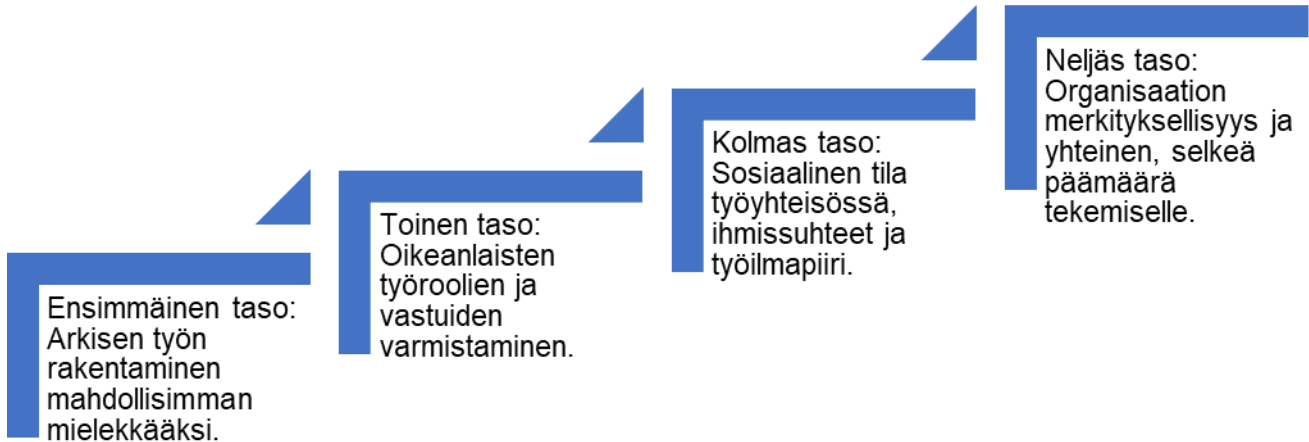 Ensimmäinen taso:
Arkisen työn
rakentaminen
mahdollisimman
mielekkääksi.
Toinen taso:
Oikeanlaisten
työroolien ja
vastuiden
varmistaminen.
Kolmas taso:
Sosiaalinen tila
työyhteisössä,
ihmissuhteet ja
työilmapiiri.
Neljäs taso:
Organisaation
merkityksellisyys ja
yhteinen, selkeä
päämäärä
tekemiselle.